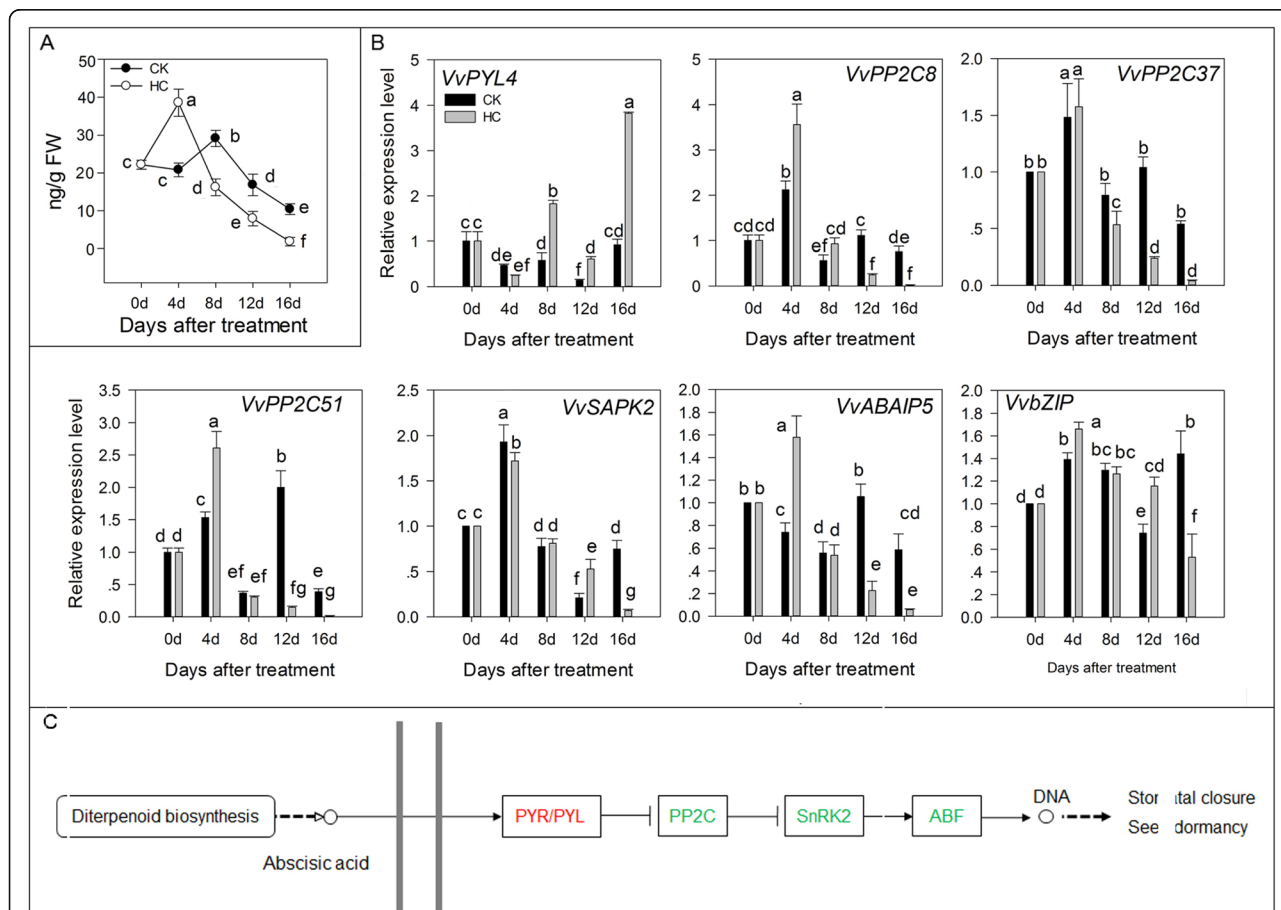 A
50
40
30
20
10
0
ng/g FW
CK
HC
c
a
c
b
d
d
e
e
f
0d 4d 8d 12d 16d
Days after treatment
B
VvPYL4
CK
HC
Relative expression level
5
4
3
2
1
0
c c
de ef
d b
f d
cd a
0d 4d 8d 12d 16d
Days after treatment
VvPP2C8
5
4
3
2
1
0
cd cd
b a
ef cd
c f
de f
0d 4d 8d 12d 16d
Days after treatment
VvPP2C37
2.0
1.5
1.0
.5
0.0
b b
a a
b c
b d
b d
0d 4d 8d 12d 16d
Days after treatment
VvPP2C51
Relative expression level
3.5
3.0
2.5
2.0
1.5
1.0
.5
0.0
d d
c a
ef ef
b fg
e g
0d 4d 8d 12d 16d
Days after treatment
VvSAPK2
2.5
2.0
1.5
1.0
.5
0.0
c c
a b
d d
f e
d g
0d 4d 8d 12d 16d
Days after treatment
VvABAIP5
2.0
1.8
1.6
1.4
1.2
1.0
.8
.6
.4
.2
0.0
b b
c a
d d
b e
cd e
0d 4d 8d 12d 16d
Days after treatment
VvbZIP
2.0
1.8
1.6
1.4
1.2
1.0
.8
.6
.4
.2
0.0
d d
b a
bc bc
e cd
b f
0d 4d 8d 12d 16d
Days after treatment
C
Diterpenoid biosynthesis
Abscisic acid
PYR/PYL
PP2C
SnRK2
ABF
DNA
closure
dormancy